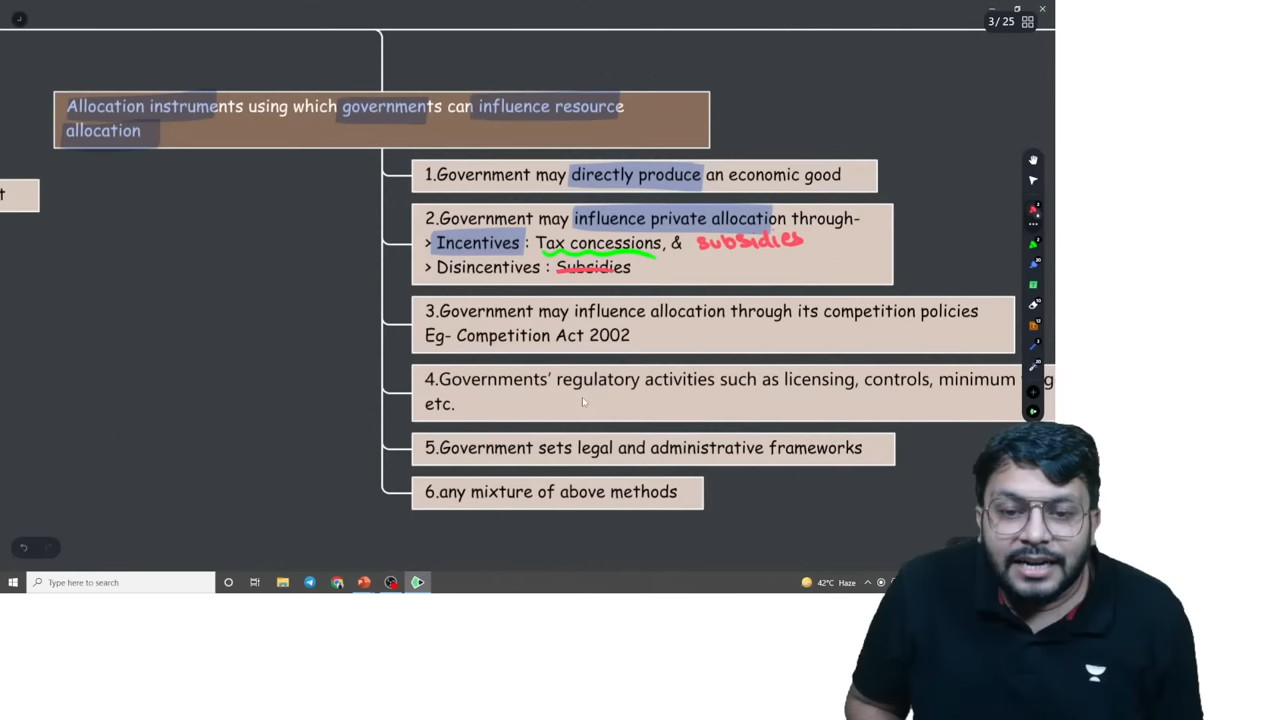 3/25
Allocation instruments using which governments can influence resource
allocation
t
1.Government may directly produce an economic good
2.Government may influence private allocation through-
> Incentives : Tax concessions, & subsidies
> Disincentives : Subsidies
3.Government may influence allocation through its competition policies
Eg- Competition Act 2002
4.Governments' regulatory activities such as licensing, controls, minimum
etc.
5.Government sets legal and administrative frameworks
6.any mixture of above methods
Type here to search
42°C Haze